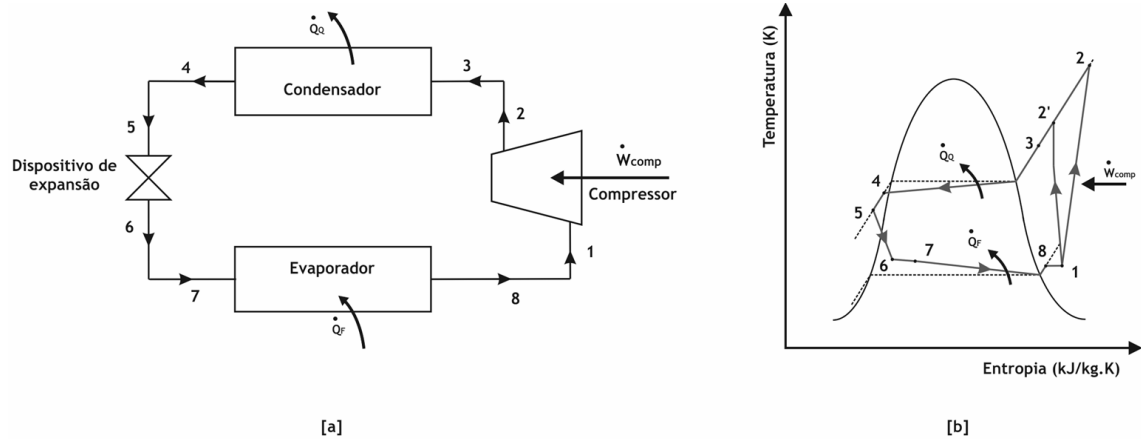 Q̇Q
4
3
Condensador
2
5
Dispositivo de
expansão
Ẇcomp
Compressor
6
Evaporador
1
7
8
Q̇F
[a]
Temperatura (K)
2
2'
3
Q̇Q
4
Ẇcomp
5
Q̇F
6
7
8
1
Entropia (kJ/kg.K)
[b]